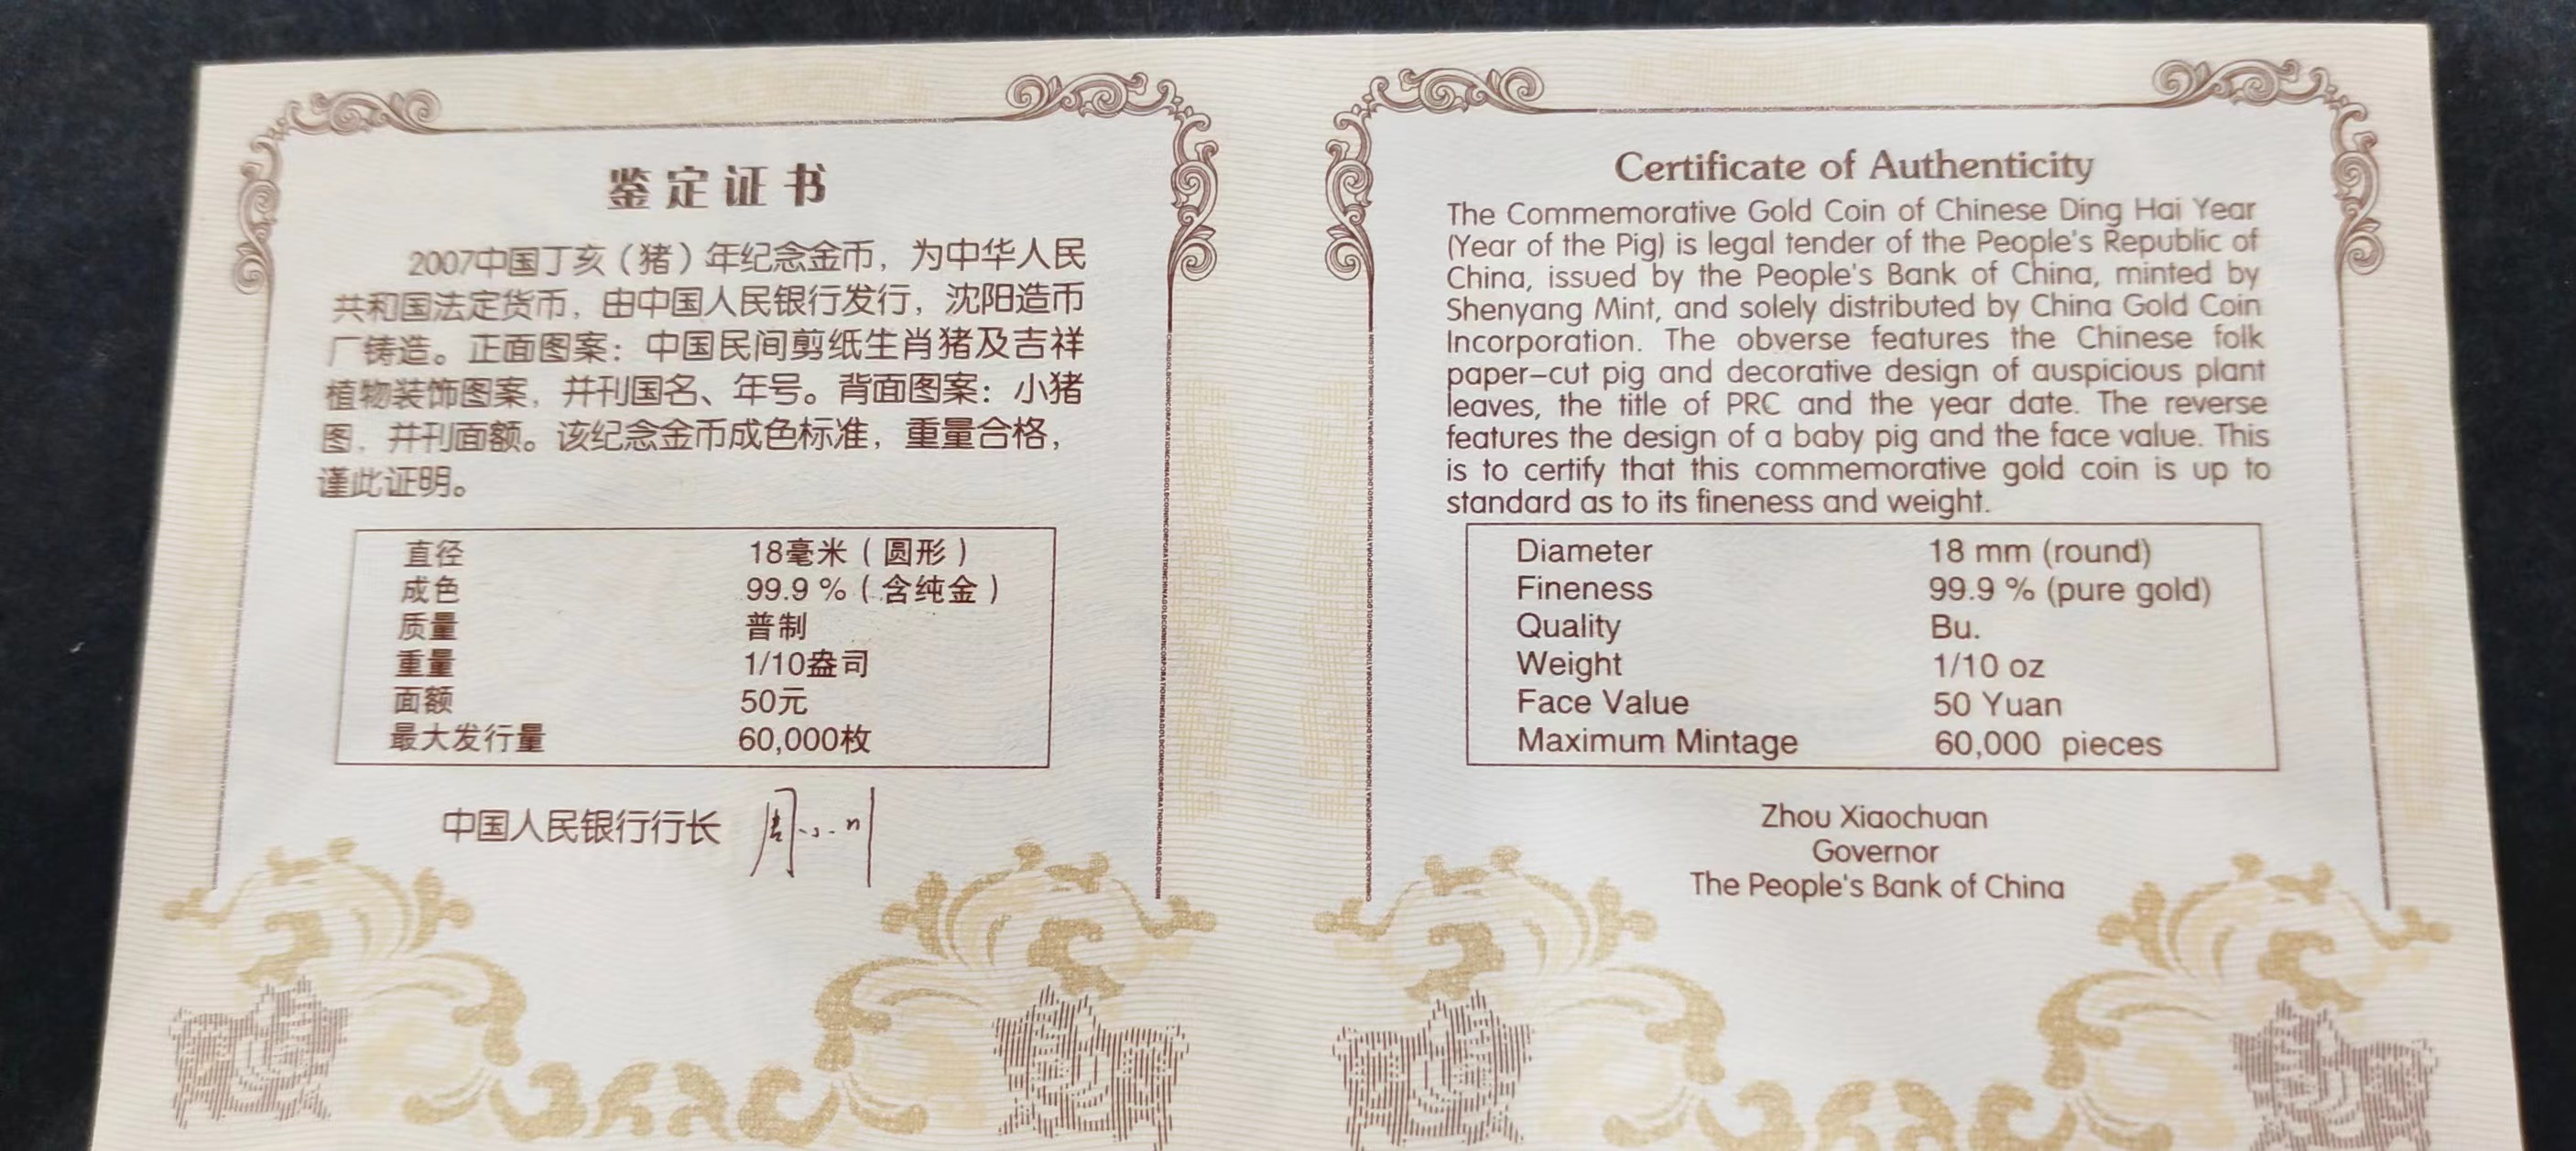 鉴定证书
2007中国丁亥（猪）年纪念金币，为中华人民
共和国法定货币，由中国人民银行发行，沈阳造币
厂铸造。正面图案：中国民间剪纸生肖猪及吉祥
植物装饰图案，并刊国名、年号。背面图案：小猪
图，并刊面额。该纪念金币成色标准，重量合格，
谨此证明。
直径 18毫米（圆形）
成色 99.9 %（含纯金）
质量 普制
重量 1/10盎司
面额 50元
最大发行量 60,000枚
中国人民银行行长 周小川
Certificate of Authenticity
The Commemorative Gold Coin of Chinese Ding Hai Year
(Year of the Pig) is legal tender of the People's Republic of
China, issued by the People's Bank of China, minted by
Shenyang Mint, and solely distributed by China Gold Coin
Incorporation. The obverse features the Chinese folk
paper-cut pig and decorative design of auspicious plant
leaves, the title of PRC and the year date. The reverse
features the design of a baby pig and the face value. This
is to certify that this commemorative gold coin is up to
standard as to its fineness and weight.
Diameter 18 mm (round)
Fineness 99.9 % (pure gold)
Quality Bu.
Weight 1/10 oz
Face Value 50 Yuan
Maximum Mintage 60,000 pieces
Zhou Xiaochuan
Governor
The People's Bank of China